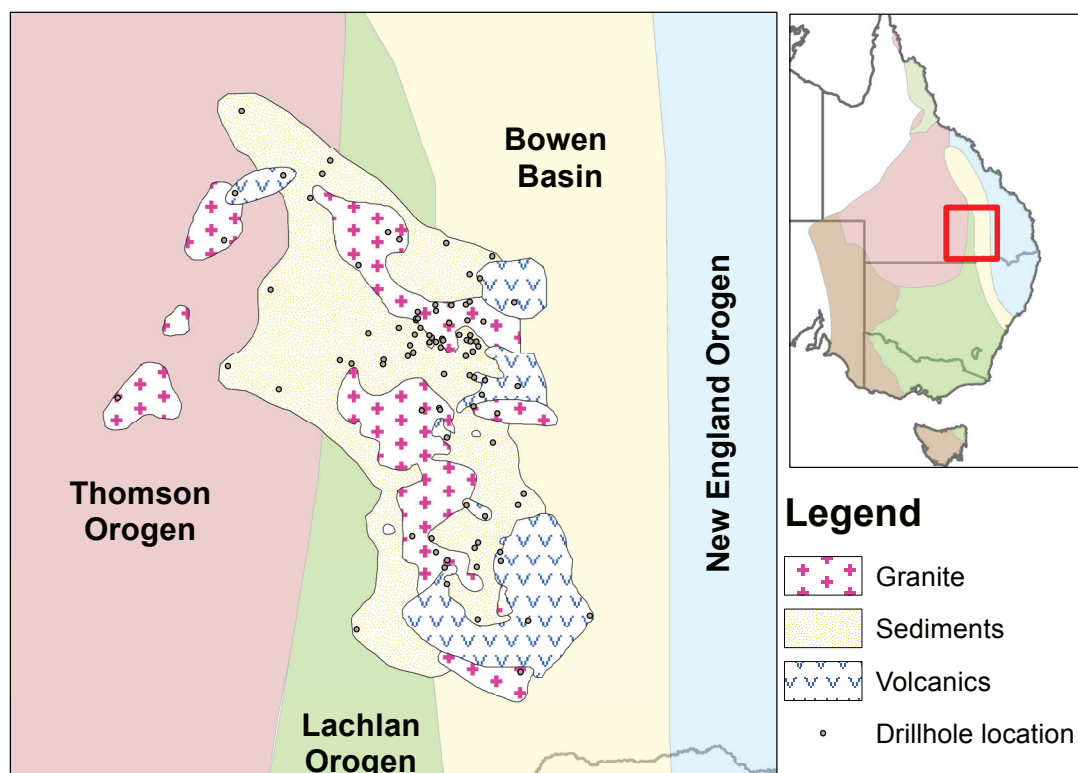 Bowen
Basin
New England Orogen
Thomson
Orogen
Lachlan
Orogen
Legend
Granite
Sediments
Volcanics
Drillhole location